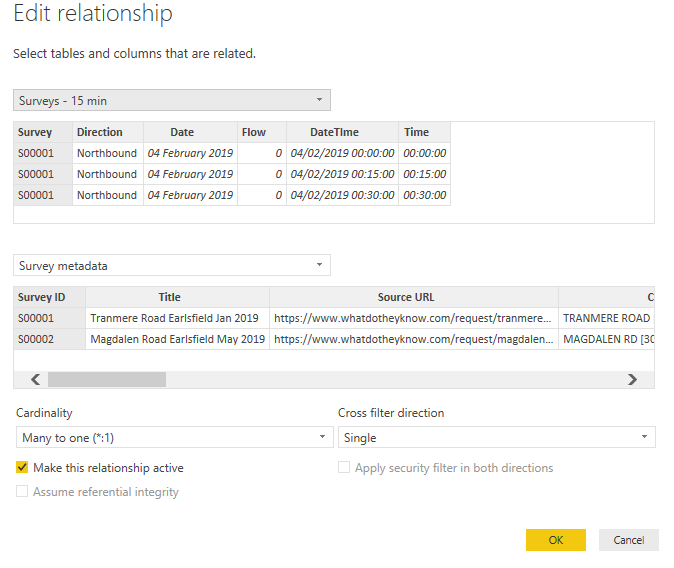 Edit relationship
Select tables and columns that are related.
Surveys - 15 min
Survey Direction Date Flow DateTIme Time
S00001 Northbound 04 February 2019 0 04/02/2019 00:00:00 00:00:00
S00001 Northbound 04 February 2019 0 04/02/2019 00:15:00 00:15:00
S00001 Northbound 04 February 2019 0 04/02/2019 00:30:00 00:30:00
Survey metadata
Survey ID Title Source URL C
S00001 Tranmere Road Earlsfield Jan 2019 https://www.whatdotheyknow.com/request/tranmere... TRANMERE ROAD
S00002 Magdalen Road Earlsfield May 2019 https://www.whatdotheyknow.com/request/magdalen... MAGDALEN RD [30
Cardinality Cross filter direction
Many to one (*:1) Single
Make this relationship active Apply security filter in both directions
Assume referential integrity
OK Cancel